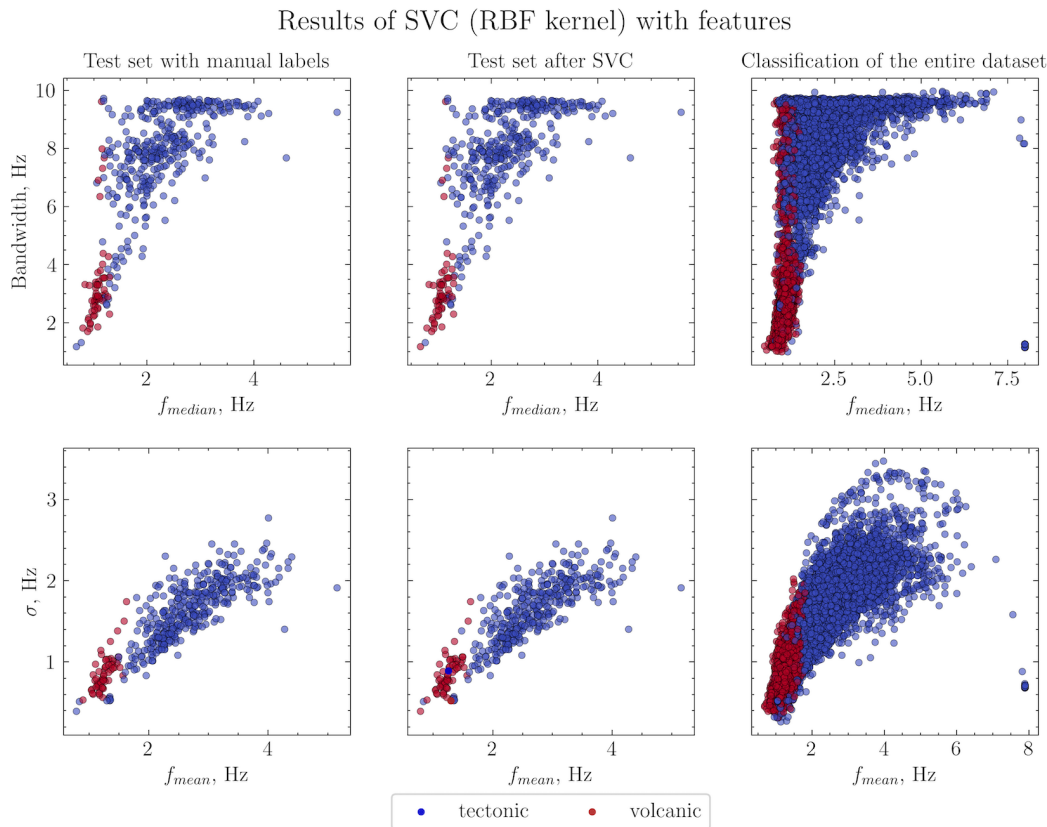 Results of SVC (RBF kernel) with features
Test set with manual labels
Test set after SVC
Classification of the entire dataset
Bandwidth, Hz
10
8
6
4
2
2 4
f_median, Hz
2 4
f_median, Hz
2.5 5.0 7.5
f_median, Hz
σ, Hz
3
2
1
2 4
f_mean, Hz
2 4
f_mean, Hz
2 4 6 8
f_mean, Hz
tectonic volcanic